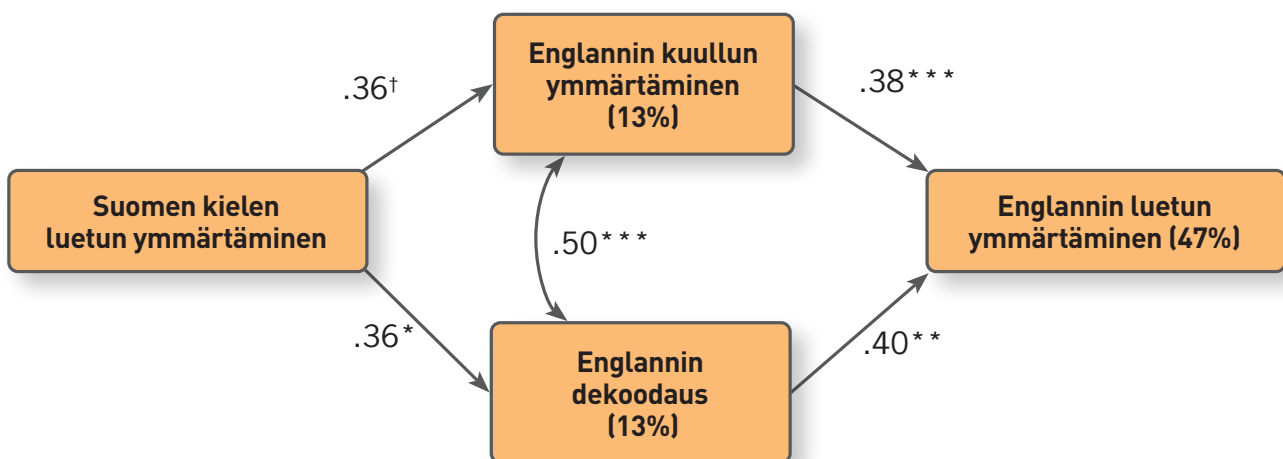 Englannin kuullun
ymmärtäminen
(13%)
.36†
.38***
Suomen kielen
luetun ymmärtäminen
.50***
Englannin luetun
ymmärtäminen (47%)
.36*
.40**
Englannin
dekoodaus
(13%)